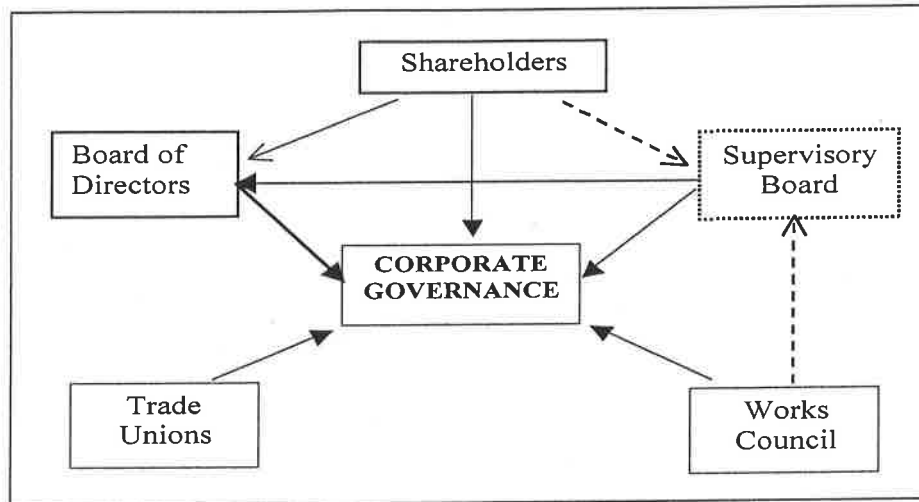 Shareholders
Board of
Directors
Supervisory
Board
CORPORATE
GOVERNANCE
Trade
Unions
Works
Council